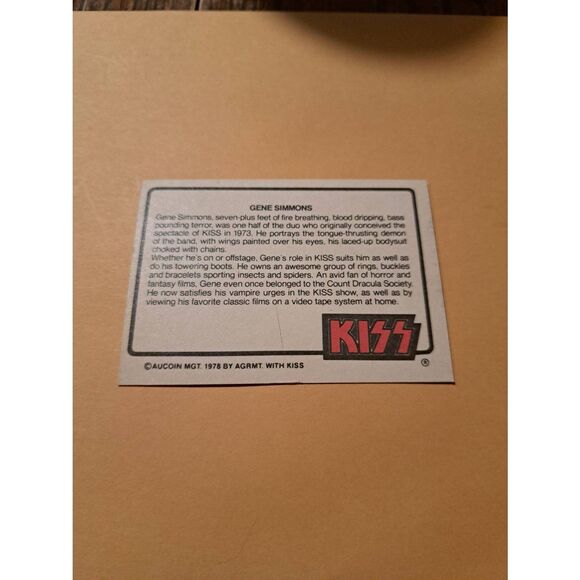 GENE SIMMONS
Gene Simmons, seven-plus feet of fire breathing, blood dripping, bass
pounding terror, was one half of the duo who originally conceived the
spectacle of KISS in 1973. He portrays the tongue-thrusting demon
of the band, with wings painted over his eyes, his laced-up bodysuit
choked with chains.
Whether he's on or offstage, Gene's role in KISS suits him as well as
do his towering boots. He owns an awesome group of rings, buckles
and bracelets sporting insects and spiders. An avid fan of horror and
fantasy films, Gene even once belonged to the Count Dracula Society.
He now satisfies his vampire urges in the KISS show, as well as by
viewing his favorite classic films on a video tape system at home.
KISS
®
©AUCOIN MGT. 1978 BY AGRMT. WITH KISS